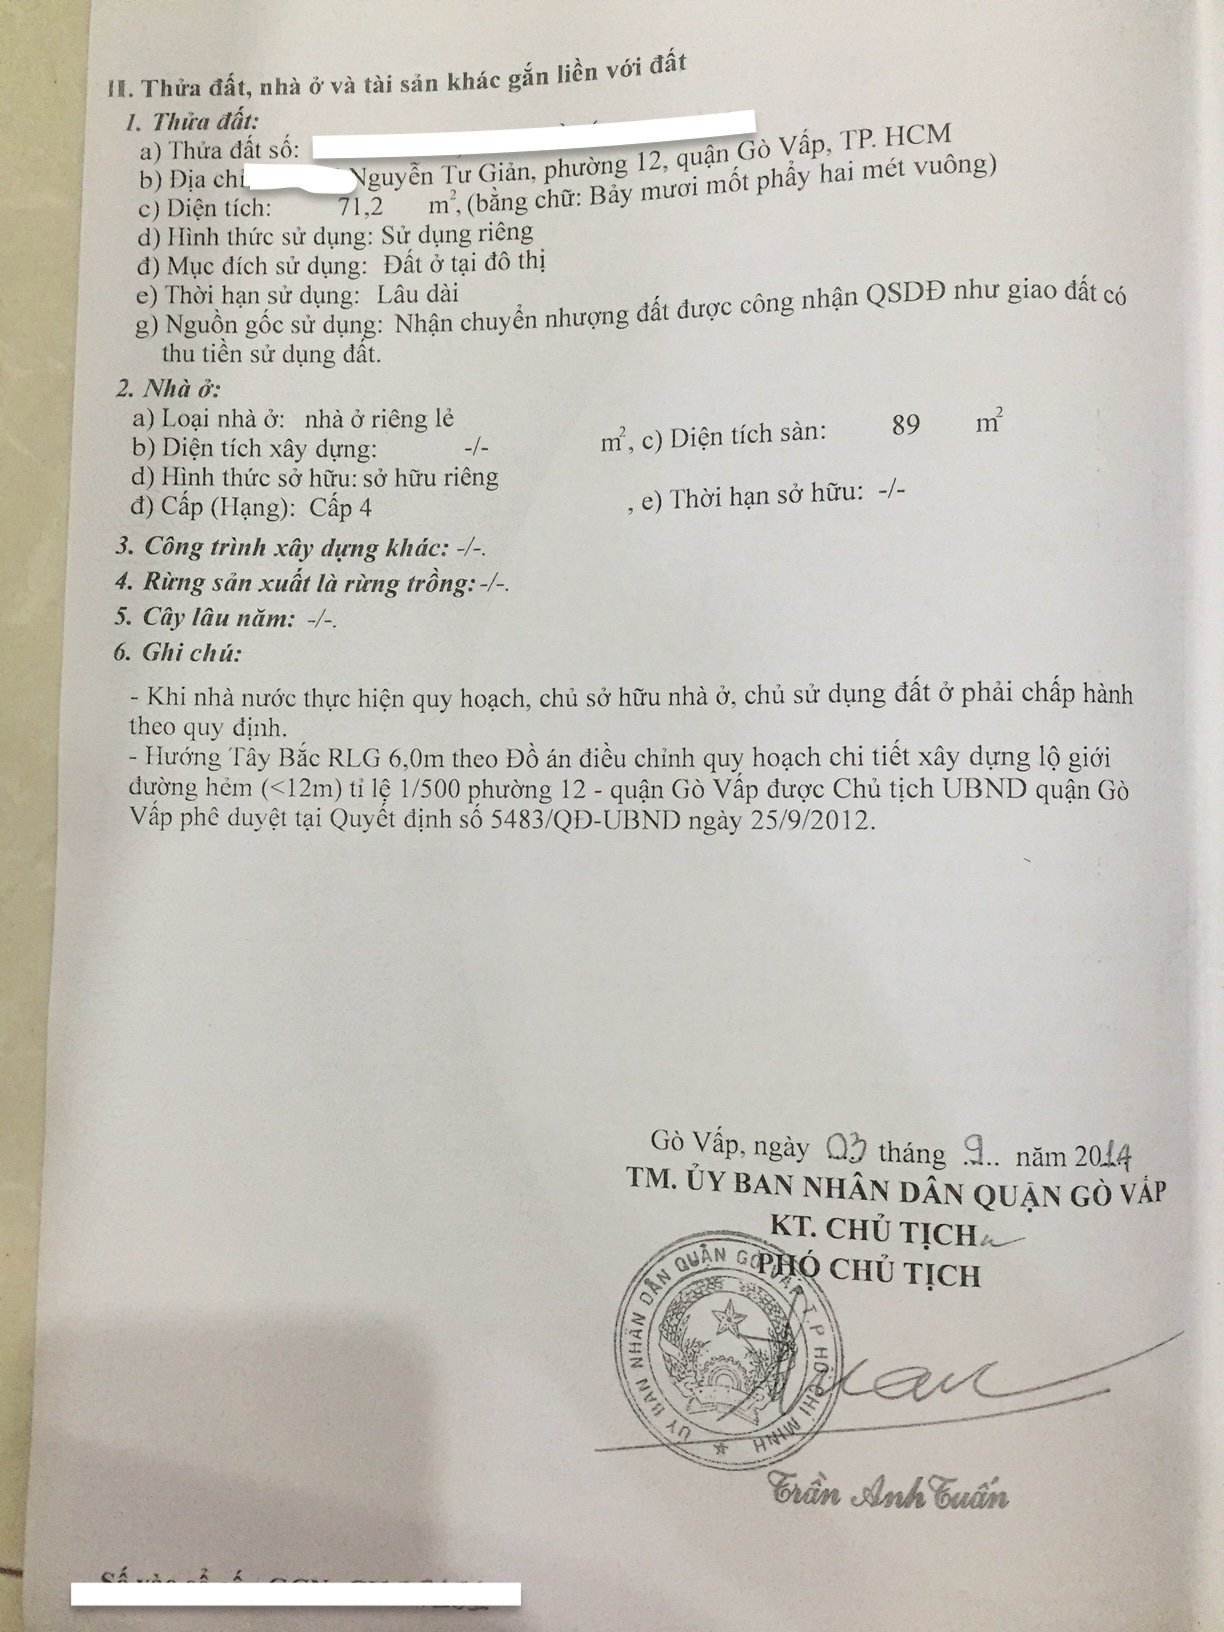 II. Thửa đất, nhà ở và tài sản khác gắn liền với đất
1. Thửa đất:
a) Thửa đất số:
b) Địa chỉ Nguyễn Tư Giản, phường 12, quận Gò Vấp, TP. HCM
c) Diện tích: 71,2 m², (bằng chữ: Bảy mươi mốt phẩy hai mét vuông)
d) Hình thức sử dụng: Sử dụng riêng
đ) Mục đích sử dụng: Đất ở tại đô thị
e) Thời hạn sử dụng: Lâu dài
g) Nguồn gốc sử dụng: Nhận chuyển nhượng đất được công nhận QSDĐ như giao đất có
thu tiền sử dụng đất.
2. Nhà ở:
a) Loại nhà ở: nhà ở riêng lẻ
b) Diện tích xây dựng: -/- m², c) Diện tích sàn: 89 m²
d) Hình thức sở hữu: sở hữu riêng
đ) Cấp (Hạng): Cấp 4 , e) Thời hạn sở hữu: -/-
3. Công trình xây dựng khác: -/-.
4. Rừng sản xuất là rừng trồng: -/-.
5. Cây lâu năm: -/-.
6. Ghi chú:
- Khi nhà nước thực hiện quy hoạch, chủ sở hữu nhà ở, chủ sử dụng đất ở phải chấp hành
theo quy định.
- Hướng Tây Bắc RLG 6,0m theo Đồ án điều chỉnh quy hoạch chi tiết xây dựng lộ giới
đường hẻm (<12m) tỉ lệ 1/500 phường 12 - quận Gò Vấp được Chủ tịch UBND quận Gò
Vấp phê duyệt tại Quyết định số 5483/QĐ-UBND ngày 25/9/2012.
Gò Vấp, ngày 03 tháng 9 năm 2014
TM. ỦY BAN NHÂN DÂN QUẬN GÒ VẤP
KT. CHỦ TỊCH
PHÓ CHỦ TỊCH
ỦY BAN NHÂN DÂN QUẬN GÒ VẤP T.P HỒ CHÍ MINH
Trần Anh Tuấn